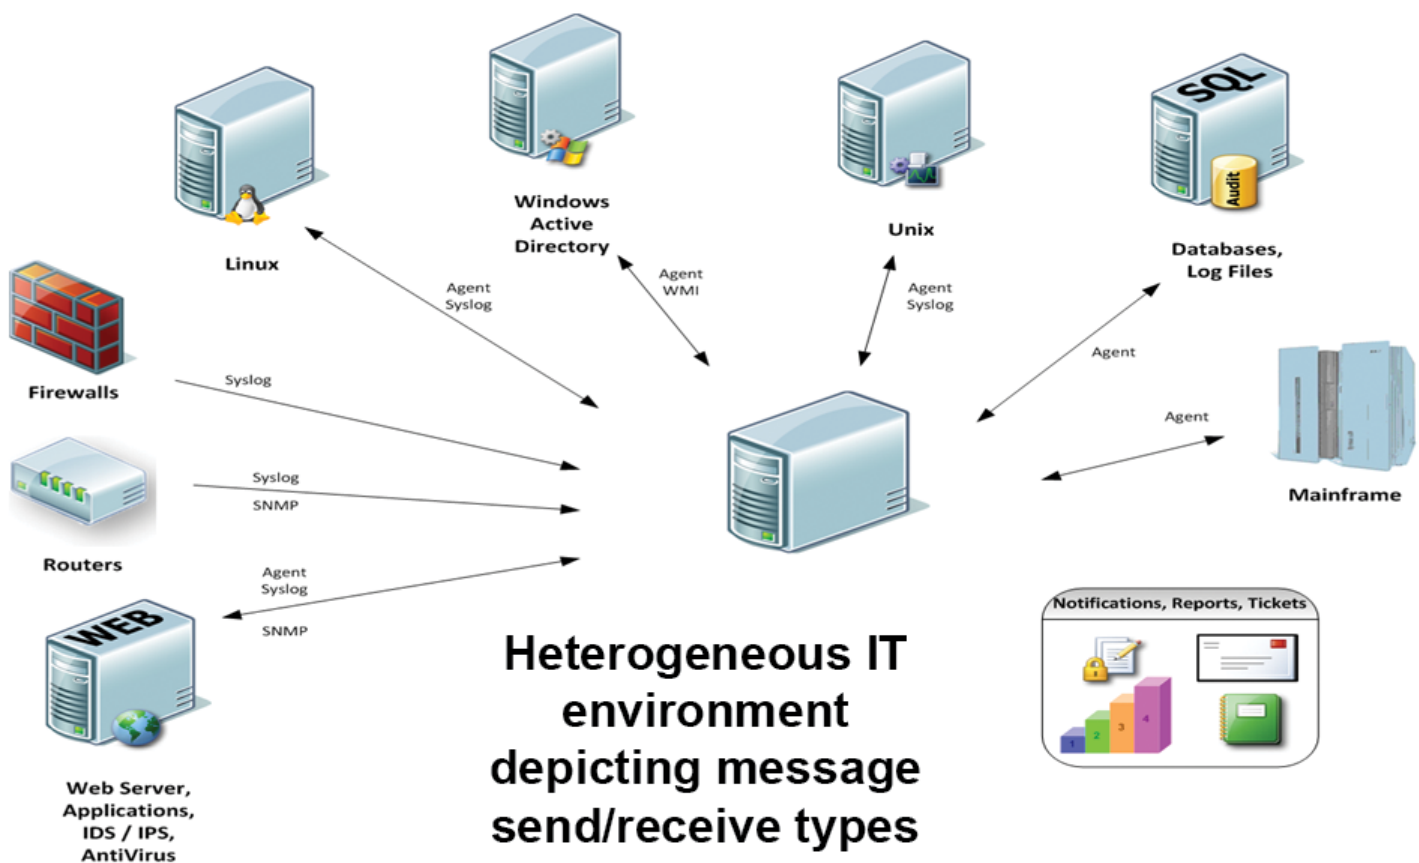 SQL
Audit
Windows
Active
Directory
Unix
Databases,
Log Files
Linux
Agent
WMI
Agent
Syslog
Agent
Syslog
Agent
Firewalls
Syslog
Agent
Mainframe
Syslog
SNMP
Routers
Agent
Syslog
SNMP
WEB
Web Server,
Applications,
IDS / IPS,
AntiVirus
Notifications, Reports, Tickets
1
2
3
4
Heterogeneous IT
environment
depicting message
send/receive types